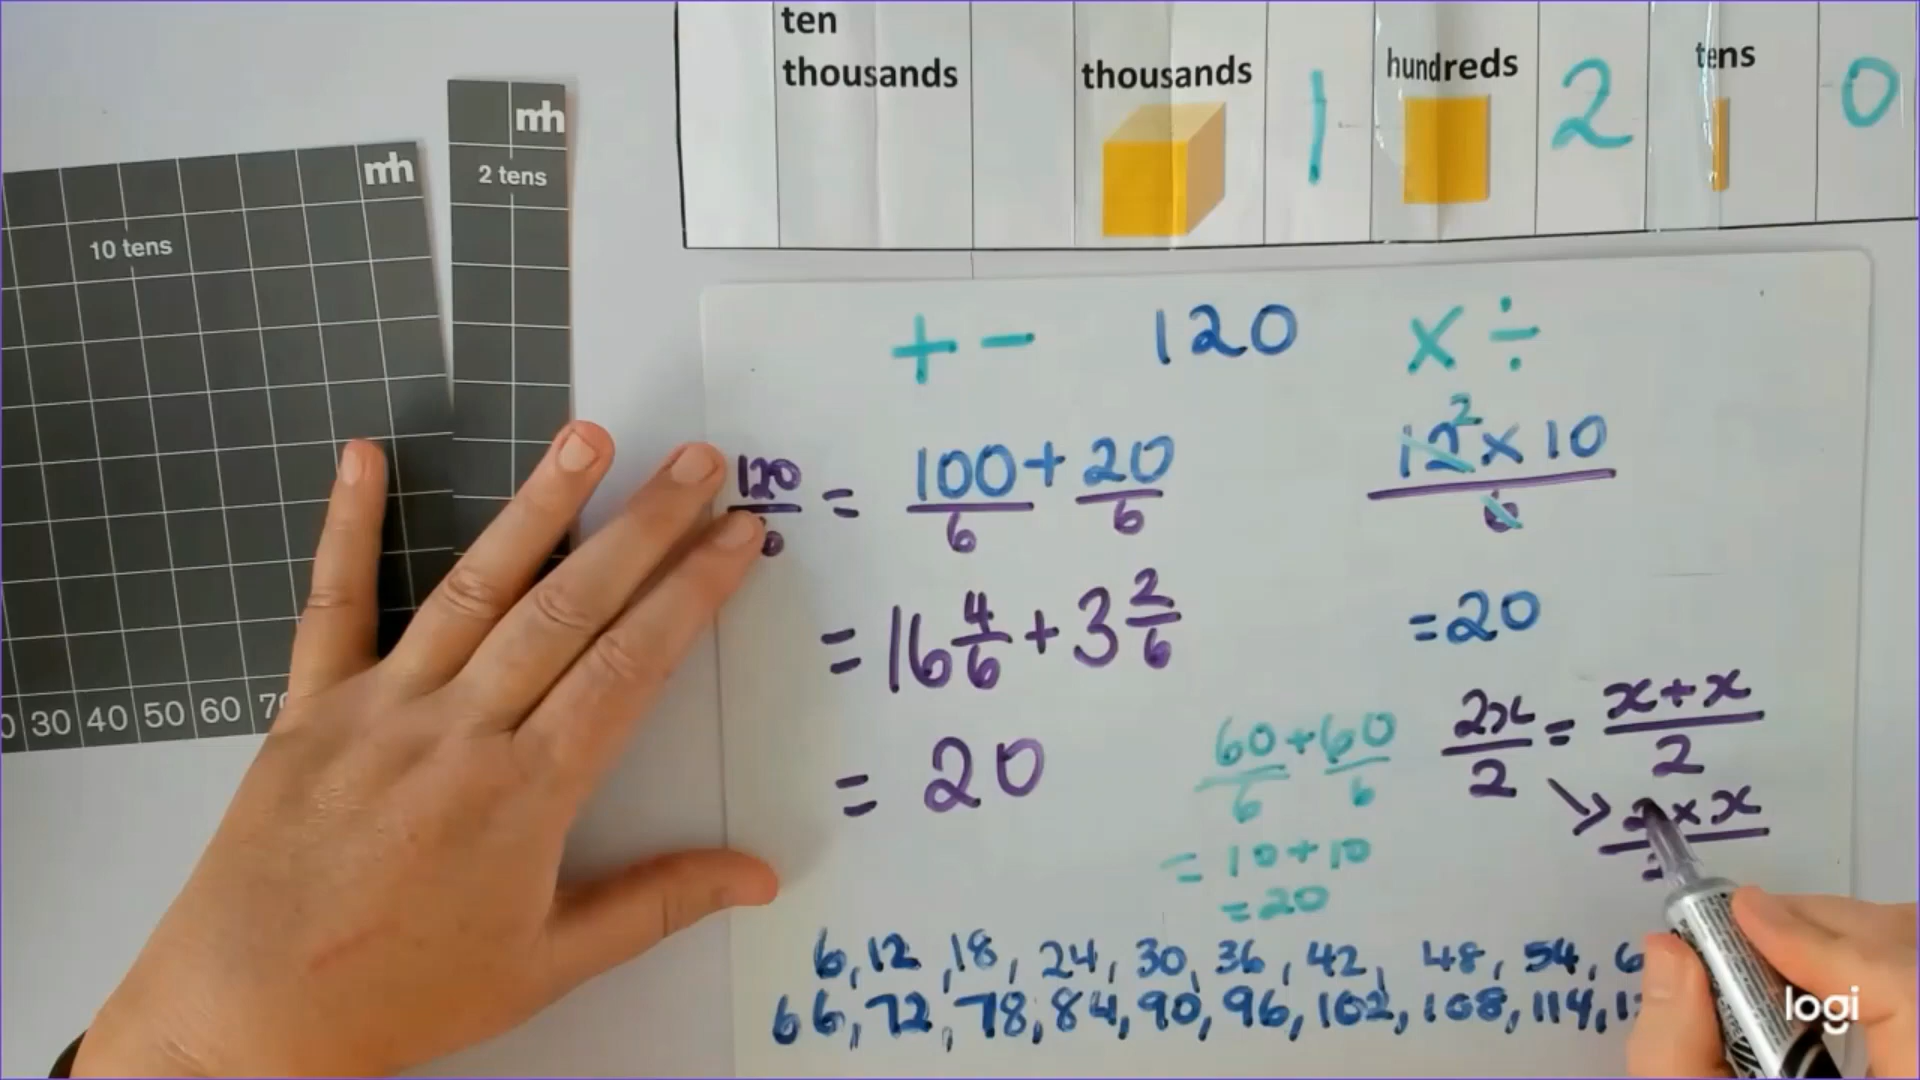 ten
thousands
thousands 1 hundreds 2 tens 0
mh
2 tens
mh
10 tens
30 40 50 60
+ - 120 x ÷
120 = 100 + 20
6 6
= 16 4/6 + 3 2/6
= 20
12 2 x 10
6
= 20
60 + 60
6 6
= 10 + 10
= 20
2x = x + x
2 2
x x
6, 12, 18, 24, 30, 36, 42, 48, 54,
66, 72, 78, 84, 90, 96, 102, 108, 114,
logi